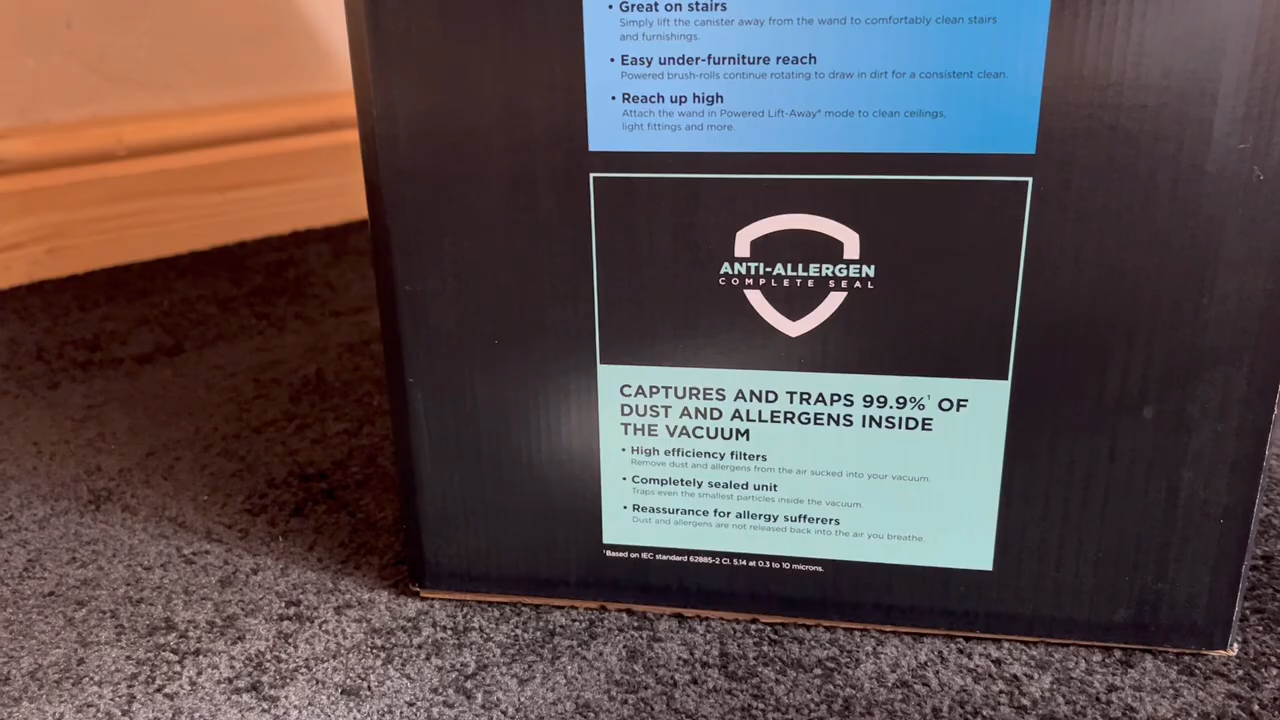 • Great on stairs
Simply lift the canister away from the wand to comfortably clean stairs
and furnishings.
• Easy under-furniture reach
Powered brush-rolls continue rotating to draw in dirt for a consistent clean.
• Reach up high
Attach the wand in Powered Lift-Away® mode to clean ceilings,
light fittings and more.
ANTI-ALLERGEN
COMPLETE SEAL
CAPTURES AND TRAPS 99.9%¹ OF
DUST AND ALLERGENS INSIDE
THE VACUUM
• High efficiency filters
Remove dust and allergens from the air sucked into your vacuum.
• Completely sealed unit
Traps even the smallest particles inside the vacuum.
• Reassurance for allergy sufferers
Dust and allergens are not released back into the air you breathe.
¹Based on IEC standard 62885-2 Cl. 5.14 at 0.3 to 10 microns.